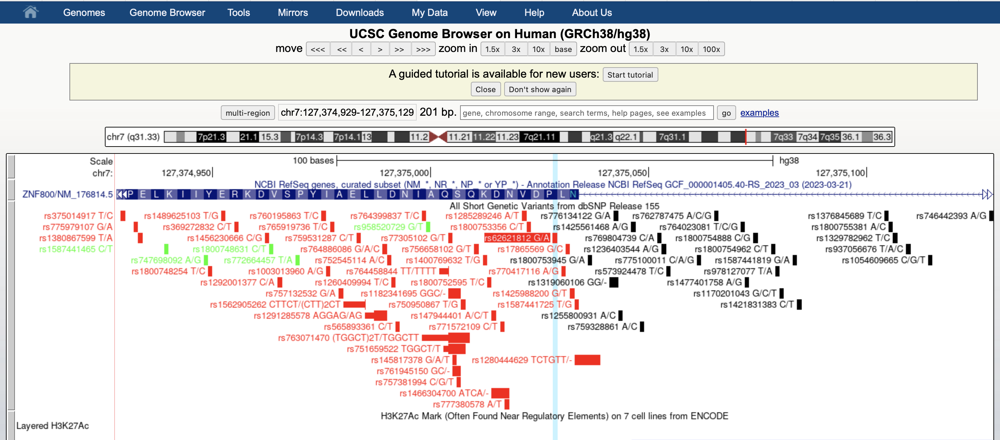 Genomes Genome Browser Tools Mirrors Downloads My Data View Help About Us
UCSC Genome Browser on Human (GRCh38/hg38)
move <<< << < > >> >>> zoom in 1.5x 3x 10x base zoom out 1.5x 3x 10x 100x
A guided tutorial is available for new users: Start tutorial
Close Don't show again
multi-region chr7:127,374,929-127,375,129 201 bp. gene, chromosome range, search terms, help pages, see examples go examples
chr7 (q31.33) 7p21.3 21.1 15.3 7p14.3 7p14.1 13 11.2 11.21 11.22 11.23 7q21.11 q21.3 q22.1 7q31.1 7q33 7q34 7q35 36.1 36.3
Scale 100 bases hg38
chr7: 127,374,950 127,375,000 127,375,050 127,375,100
NCBI RefSeq genes, curated subset (NM_*, NR_*, NP_* or YP_*) - Annotation Release NCBI RefSeq GCF_000001405.40-RS_2023_03 (2023-03-21)
ZNF800/NM_176814.5 P E L K I I Y E R K D V S P Y I A E L L D N I A Q S Q K D N V D P L N
All Short Genetic Variants from dbSNP Release 155
rs375014917 T/C rs1489625103 T/G rs760195863 T/C rs764399837 T/C rs1285289246 A/T rs776134122 G/A rs762787475 A/C/G rs1376845689 T/C rs746442393 A/G
rs775979107 G/A rs369272832 C/T rs765919736 T/C rs958520729 G/T rs1800753356 C/T rs1425561468 A/G rs764023081 T/C/G rs1800755381 A/C
rs1380867599 T/A rs1456230666 C/G rs759531287 C/T rs77305102 G/T rs62621812 G/A rs769804739 C/A rs1800754888 C/G rs1329782962 T/C
rs1587441465 C/T rs1800748631 C/T rs764886086 G/A/C rs756658102 G/T rs17865569 G/C rs1236403544 A/G rs1800754962 C/T rs937056676 T/A/C
rs747698092 A/G rs772664457 T/A rs752545114 A/C rs1400769632 T/G rs1800753945 G/A rs775100011 C/A/G rs1587441819 G/A rs1054609665 C/G/T
rs1800748254 T/C rs1003013960 A/G rs764458844 TT/TTTT rs770417116 A/G rs573924478 T/C rs978127077 T/A
rs1292001377 C/A rs1260409994 T/C rs1800752595 T/C rs1319060106 GG/- rs1477401758 A/G
rs757132532 G/A rs1182341695 GGC/- rs1425988200 G/T rs1170201043 G/C/T
rs1562905262 CTTCT/(CTT)2CT rs750950867 T/G rs1587441725 T/G rs1421831383 C/T
rs1291285578 AGGAG/AG rs147944401 A/C/T rs1255800931 A/C
rs565893361 C/T rs771572109 C/T rs759328861 A/C
rs763071470 (TGGCT)2T/TGGCTT
rs751659522 TGGCT/T
rs145817378 G/A/T rs1280444629 TCTGTT/-
rs761945150 GC/-
rs757381994 C/G/T
rs1466304700 ATCA/-
rs777380578 A/T
H3K27Ac Mark (Often Found Near Regulatory Elements) on 7 cell lines from ENCODE
Layered H3K27Ac